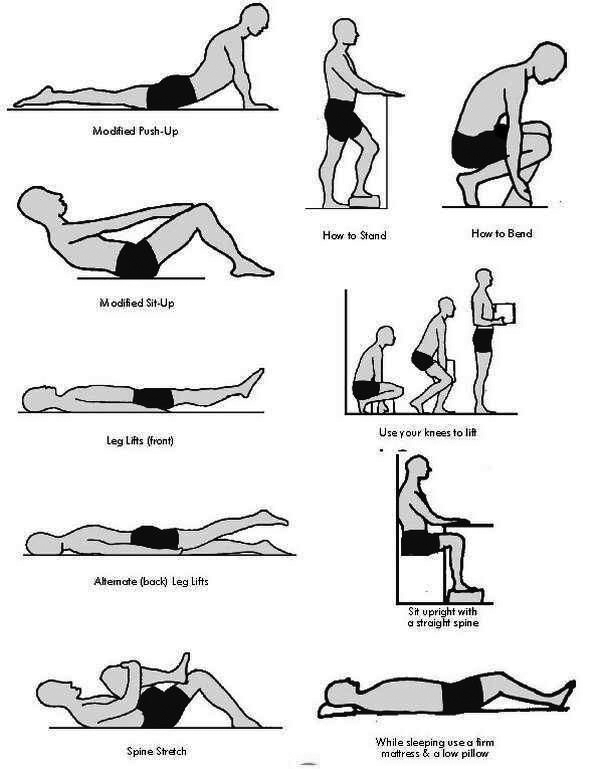 Modified Push-Up
How to Stand
How to Bend
Modified Sit-Up
Leg Lifts (front)
Use your knees to lift
Alternate (back) Leg Lifts
Sit upright with
a straight spine
Spine Stretch
While sleeping use a firm
mattress & a low pillow